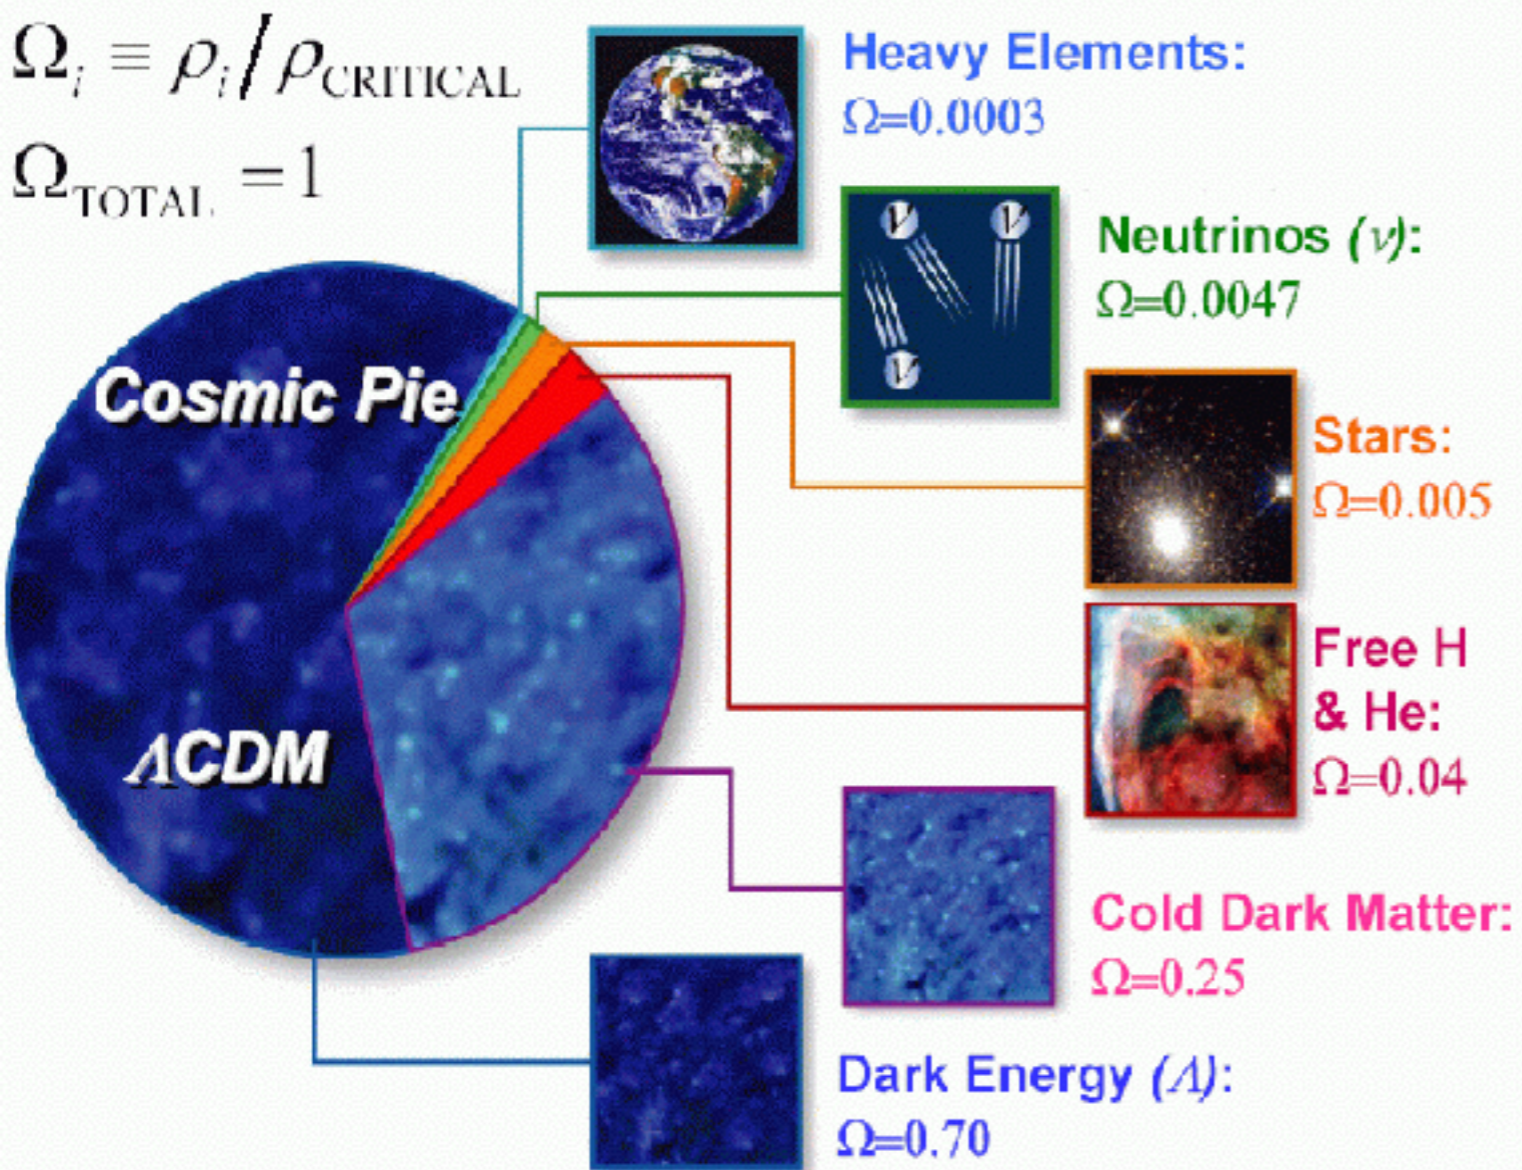 Ωᵢ ≡ ρᵢ/ρCRITICAL
ΩTOTAL = 1
Heavy Elements:
Ω=0.0003
ν ν
ν
Neutrinos (ν):
Ω=0.0047
Cosmic Pie
Stars:
Ω=0.005
Free H
& He:
Ω=0.04
ΛCDM
Cold Dark Matter:
Ω=0.25
Dark Energy (Λ):
Ω=0.70